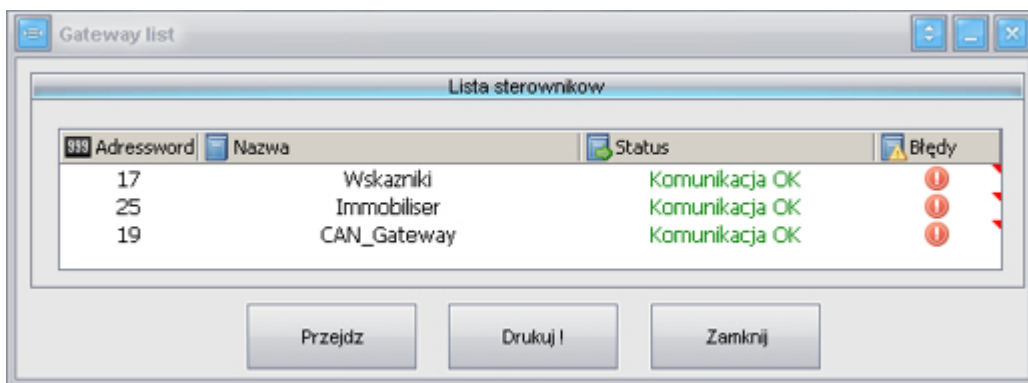 Gateway list
Lista sterownikow
999 Adressword Nazwa Status Błędy
17 Wskazniki Komunikacja OK
25 Immobiliser Komunikacja OK
19 CAN_Gateway Komunikacja OK
Przejdz Drukuj ! Zamknij